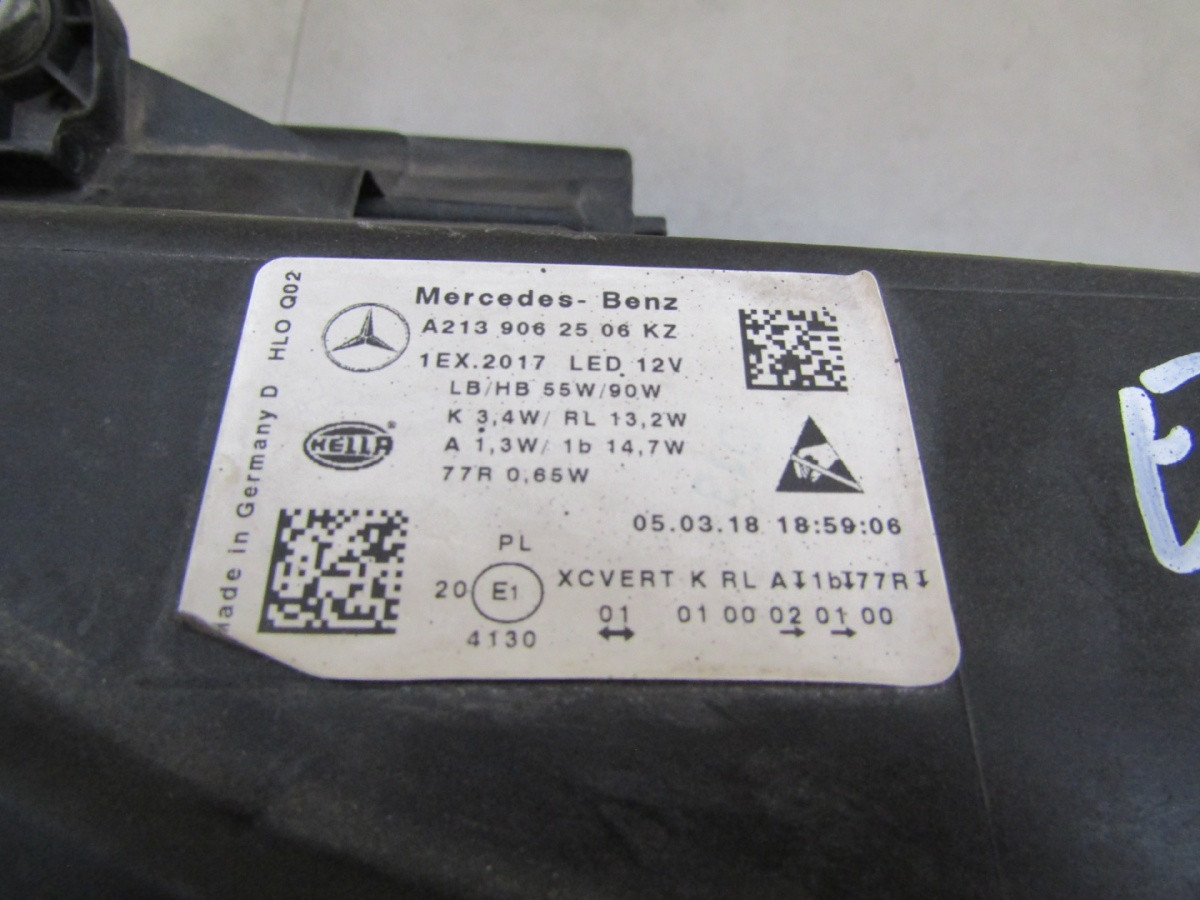 HLO Q02
Made in Germany D
Mercedes- Benz
A213 906 25 06 KZ
1EX.2017 LED 12V
LB/HB 55W/90W
K 3,4W/ RL 13,2W
A 1,3W/ 1b 14,7W
77R 0,65W
HELLA
05.03.18 18:59:06
PL
20 E1 XCVERT K RL A↧1b↧77R↧
01 01 00 02 01 00
4130 ↔ → →
E